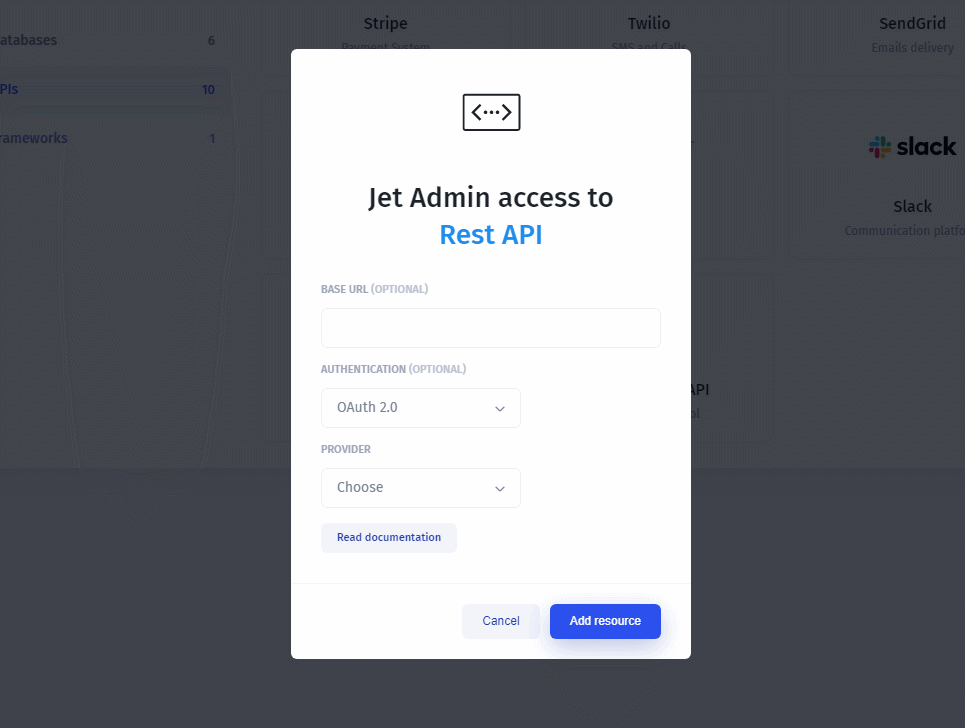 Stripe
Payment System
Twilio
SMS and Calls
SendGrid
Emails delivery
atabases 6
PIs 10
rameworks 1
slack
Slack
Communication platfo
API
ol
<···>
Jet Admin access to
Rest API
BASE URL (OPTIONAL)
AUTHENTICATION (OPTIONAL)
OAuth 2.0
PROVIDER
Choose
Read documentation
Cancel
Add resource